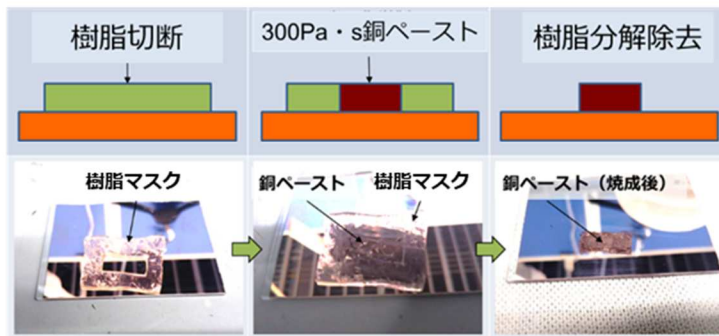 樹脂切断
300Pa・s銅ペースト
樹脂分解除去
樹脂マスク
銅ペースト
樹脂マスク
銅ペースト（焼成後）